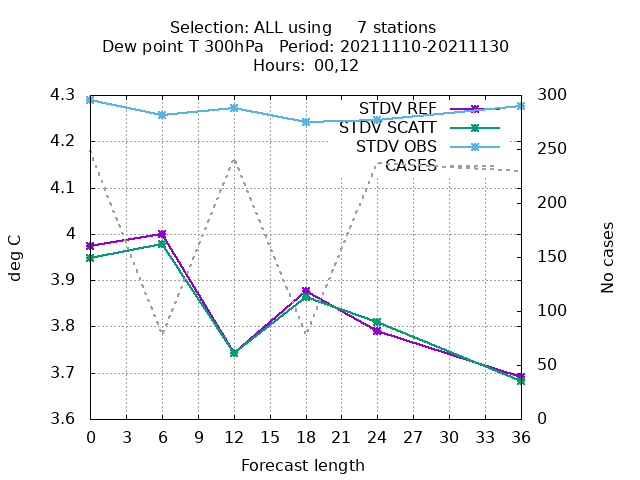 Selection: ALL using     7 stations
Dew point T 300hPa   Period: 20211110-20211130
Hours:  00,12
4.3
4.2
4.1
4
3.9
3.8
3.7
3.6
deg C
STDV REF
STDV SCATT
STDV OBS
CASES
300
250
200
150
100
50
0
No cases
0 3 6 9 12 15 18 21 24 27 30 33 36
Forecast length